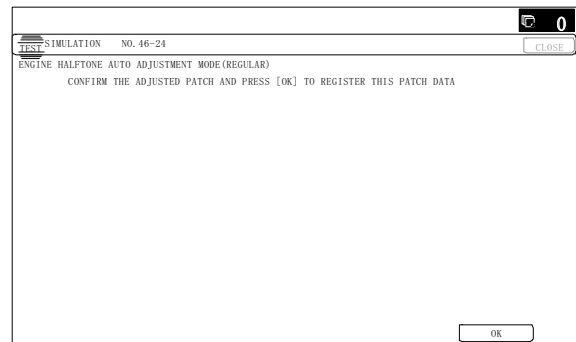 0
TEST SIMULATION NO.46-24
CLOSE
ENGINE HALFTONE AUTO ADJUSTMENT MODE(REGULAR)
CONFIRM THE ADJUSTED PATCH AND PRESS [OK] TO REGISTER THIS PATCH DATA
OK